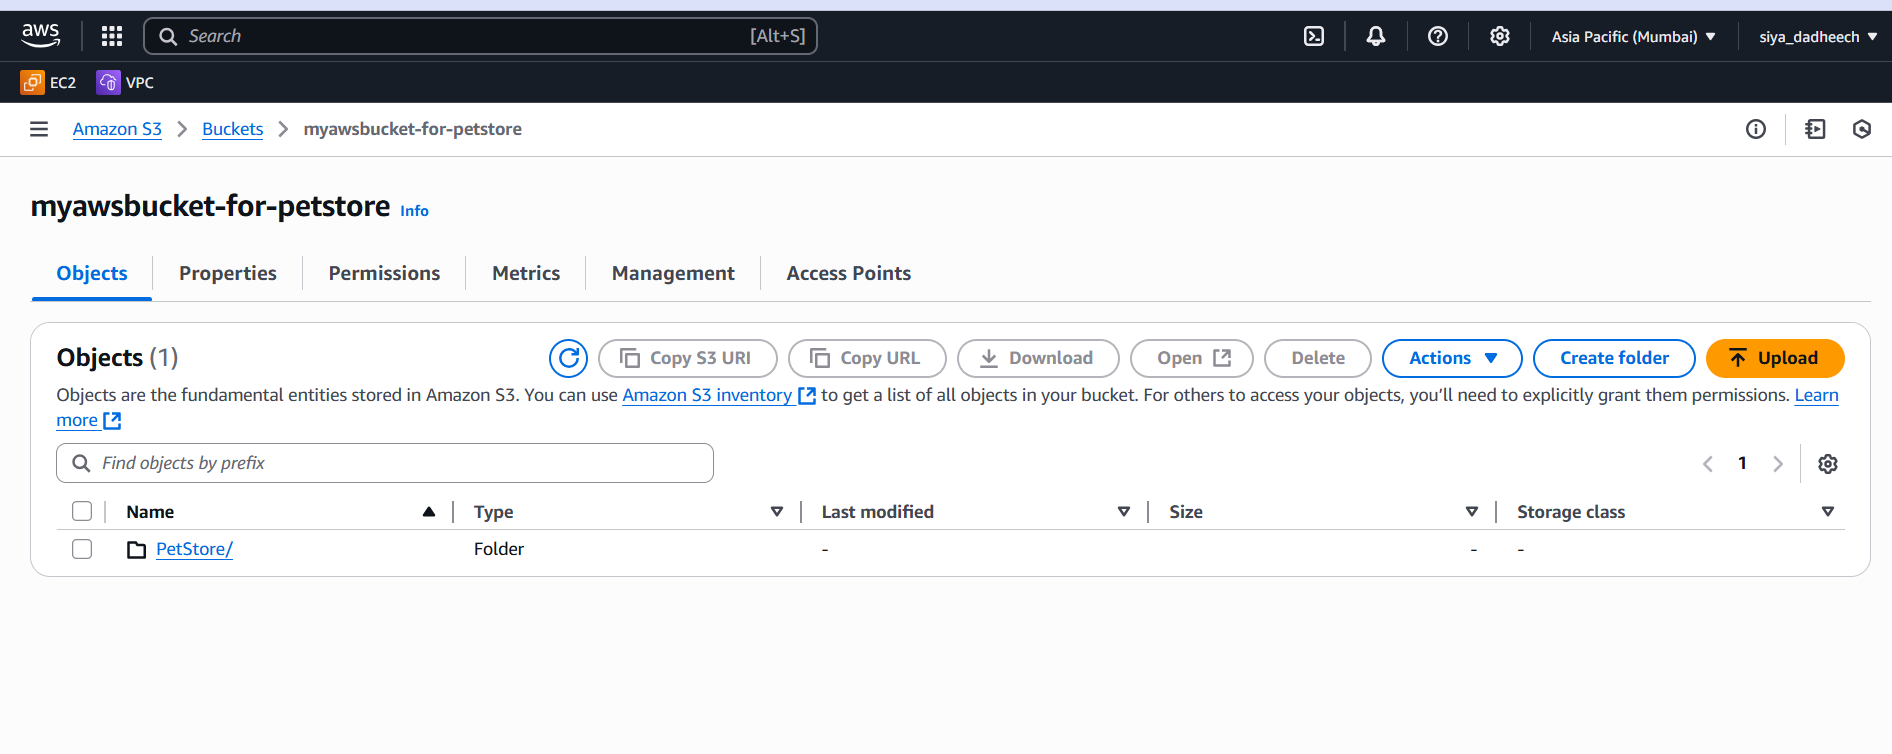 aws Search [Alt+S] Asia Pacific (Mumbai) siya_dadheech
EC2 VPC
Amazon S3 Buckets myawsbucket-for-petstore
myawsbucket-for-petstore Info
Objects Properties Permissions Metrics Management Access Points
Objects (1) Copy S3 URI Copy URL Download Open Delete Actions Create folder Upload
Objects are the fundamental entities stored in Amazon S3. You can use Amazon S3 inventory to get a list of all objects in your bucket. For others to access your objects, you’ll need to explicitly grant them permissions. Learn
more
Find objects by prefix 1
Name Type Last modified Size Storage class
PetStore/ Folder - - -